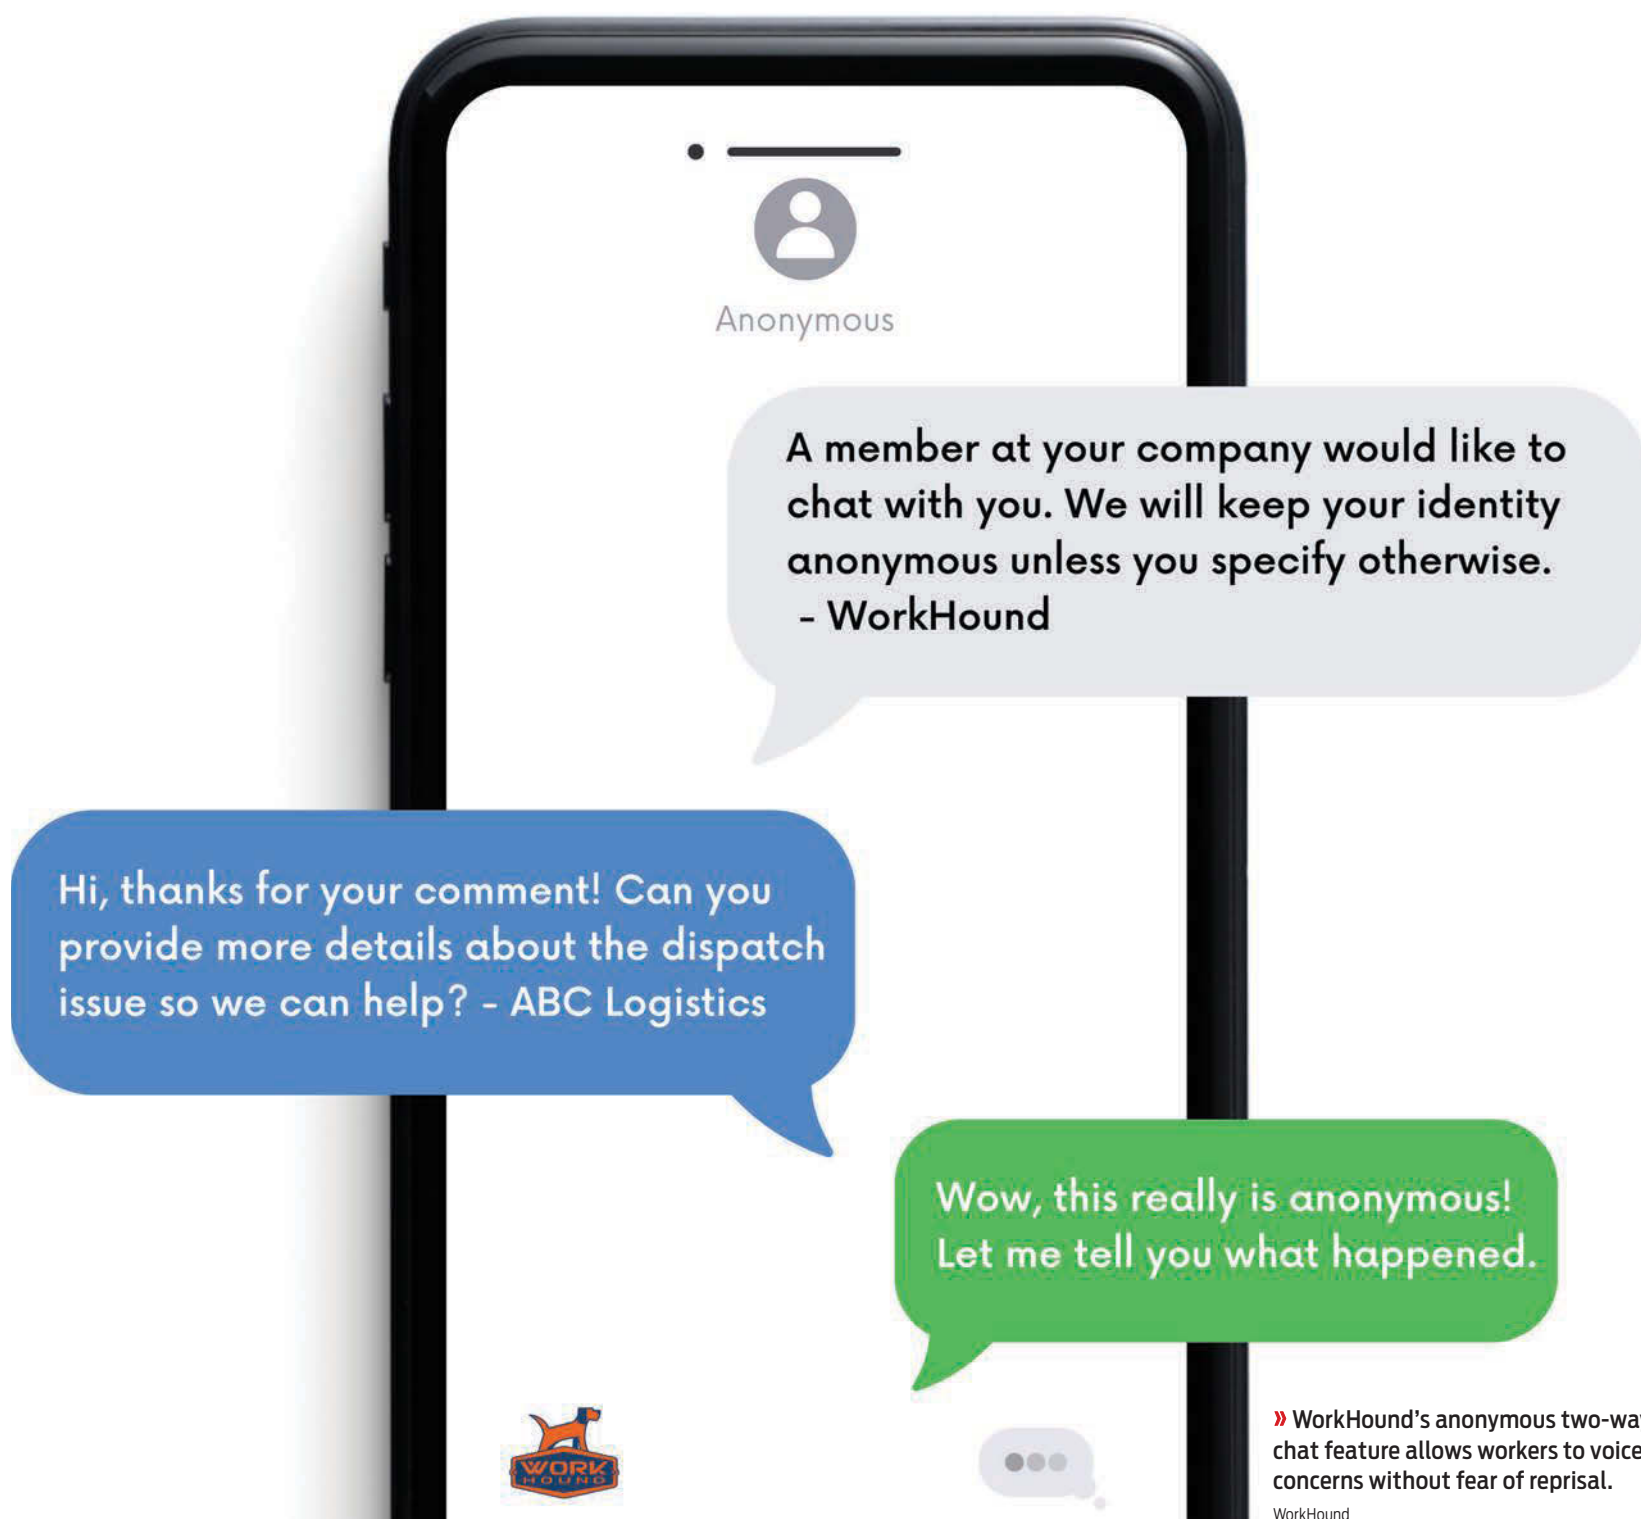 Anonymous
A member at your company would like to
chat with you. We will keep your identity
anonymous unless you specify otherwise.
- WorkHound
Hi, thanks for your comment! Can you
provide more details about the dispatch
issue so we can help? - ABC Logistics
Wow, this really is anonymous!
Let me tell you what happened.
WORK
HOUND
» WorkHound’s anonymous two-way
chat feature allows workers to voice
concerns without fear of reprisal.
WorkHound